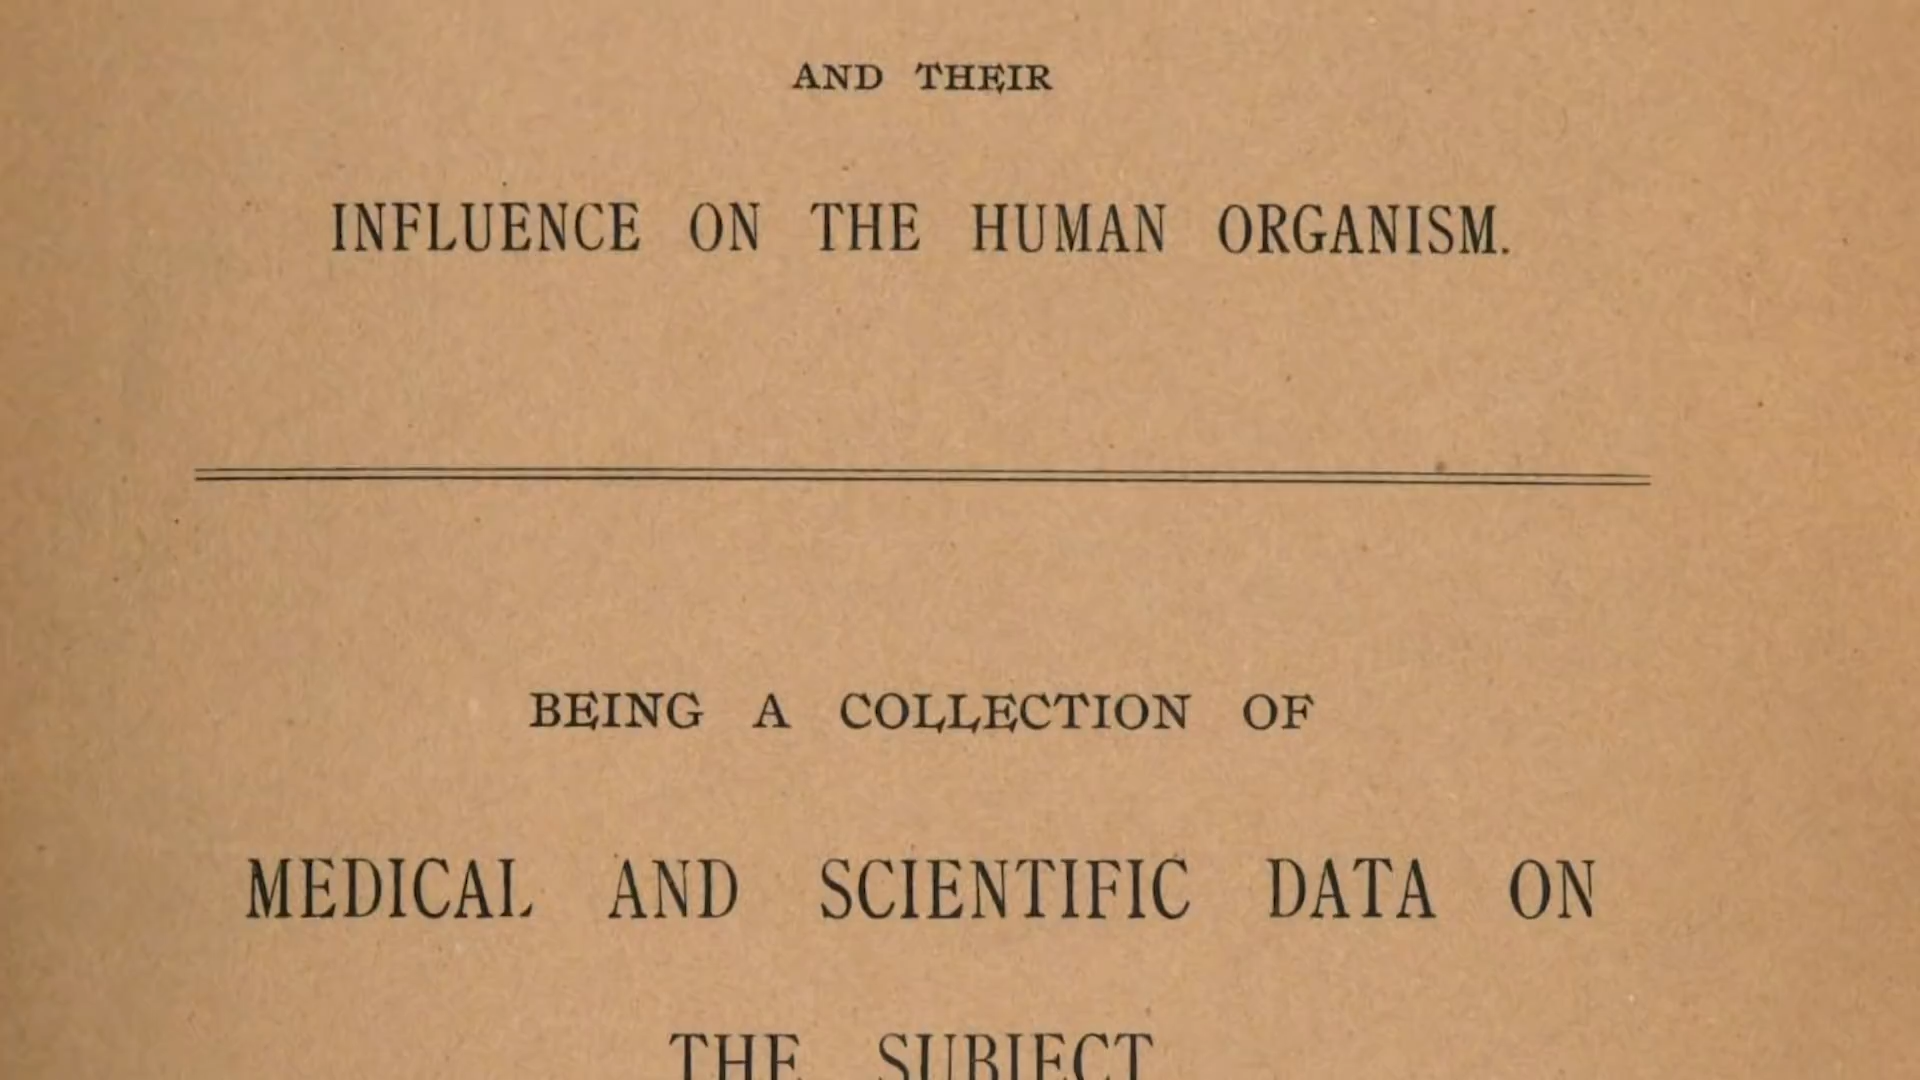 AND THEIR
INFLUENCE ON THE HUMAN ORGANISM.
BEING A COLLECTION OF
MEDICAL AND SCIENTIFIC DATA ON
THE SUBJECT